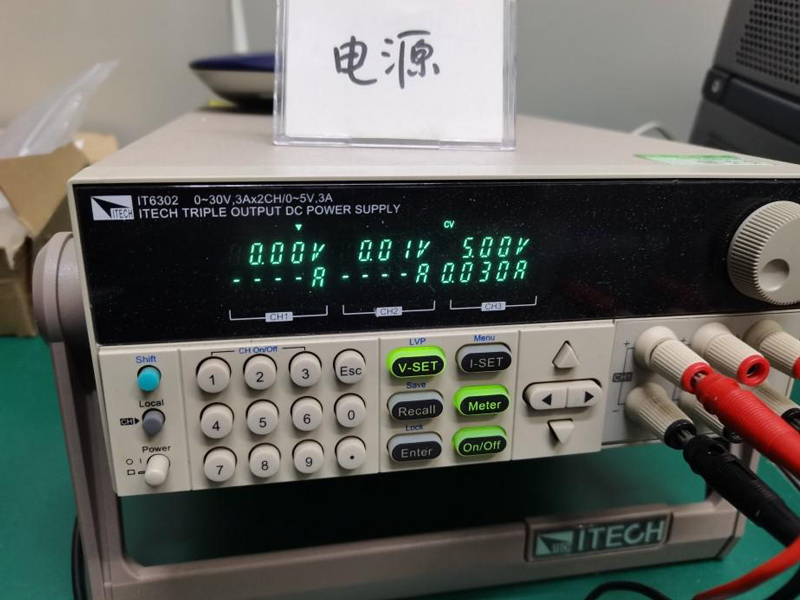 电源
ITECH
IT6302 0~30V,3Ax2CH/0~5V,3A
ITECH TRIPLE OUTPUT DC POWER SUPPLY
CV
0.00V 0.01V 5.00V
----A ----A 0.030A
CH1 CH2 CH3
Shift
Local
CH
Power
CH On/Off
1 2 3 Esc
4 5 6 0
7 8 9 .
LVP Menu
V-SET I-SET
Save
Recall Meter
Lock
Enter On/Off
ITECH